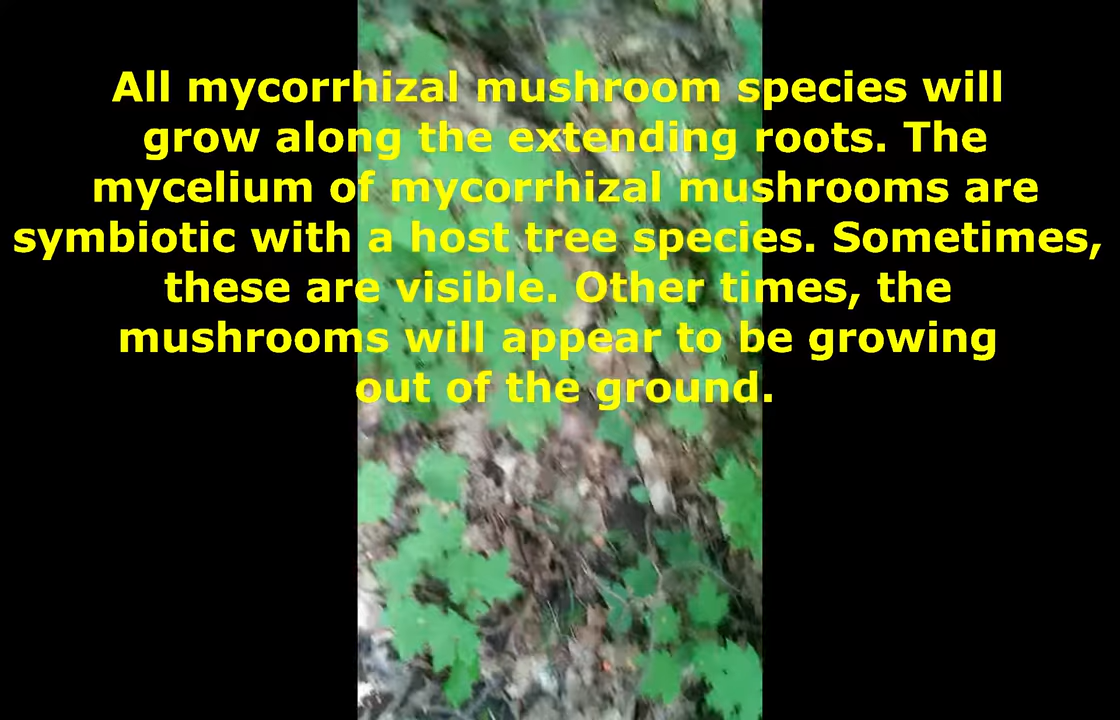 All mycorrhizal mushroom species will
grow along the extending roots. The
mycelium of mycorrhizal mushrooms are
symbiotic with a host tree species. Sometimes,
these are visible. Other times, the
mushrooms will appear to be growing
out of the ground.